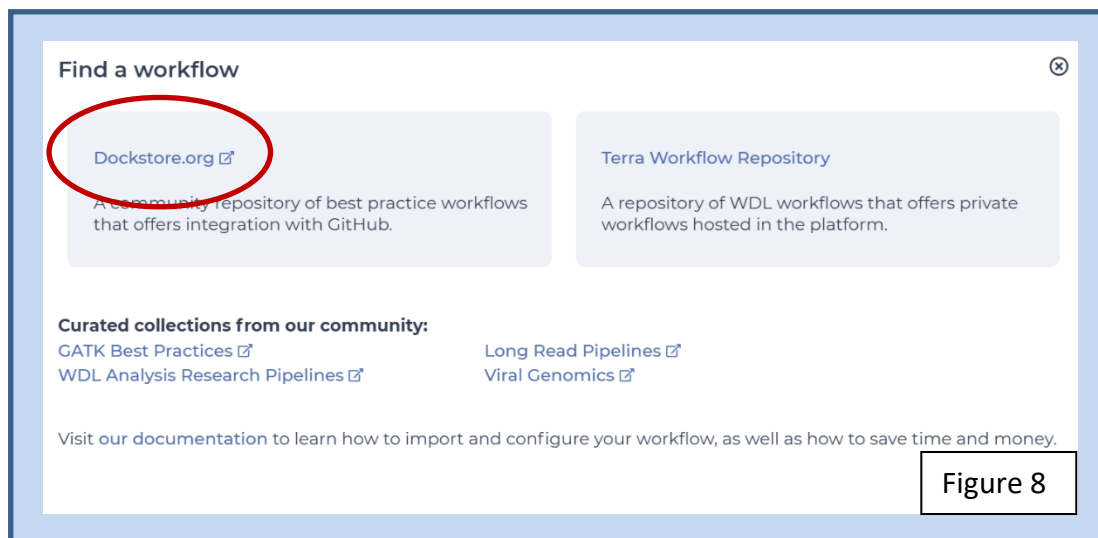 Find a workflow
Dockstore.org
A community repository of best practice workflows
that offers integration with GitHub.
Terra Workflow Repository
A repository of WDL workflows that offers private
workflows hosted in the platform.
Curated collections from our community:
GATK Best Practices
Long Read Pipelines
WDL Analysis Research Pipelines
Viral Genomics
Visit our documentation to learn how to import and configure your workflow, as well as how to save time and money.
Figure 8